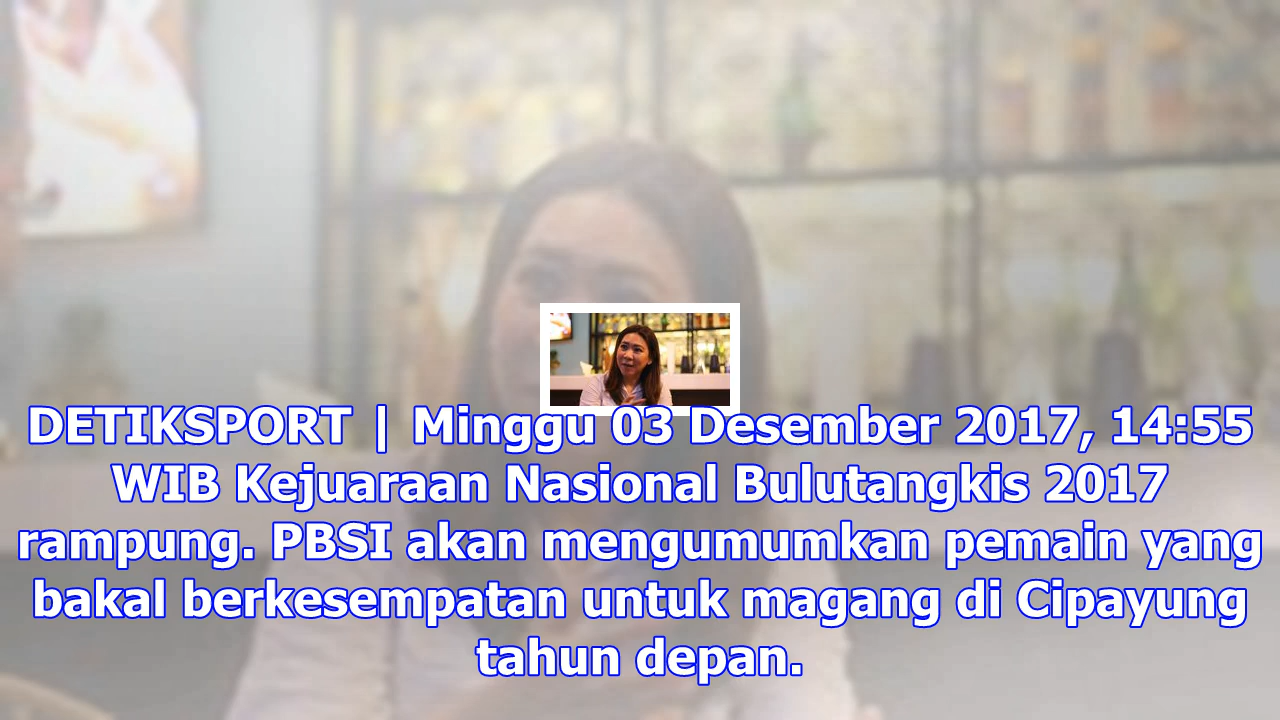 DETIKSPORT | Minggu 03 Desember 2017, 14:55
WIB Kejuaraan Nasional Bulutangkis 2017
rampung. PBSI akan mengumumkan pemain yang
bakal berkesempatan untuk magang di Cipayung
tahun depan.